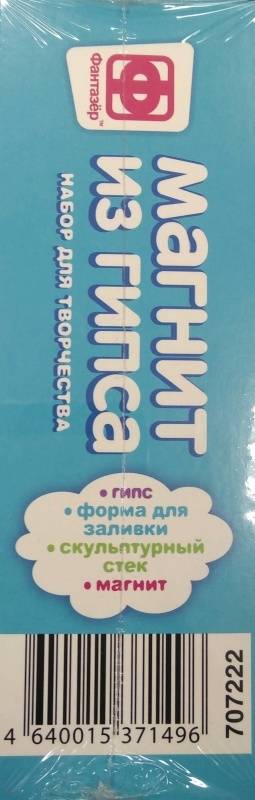 Фантазёр™
магнит
из гипса
набор для творчества
• гипс
• форма для
заливки
• скульптурный
стек
• магнит
4 640015 371496
707222